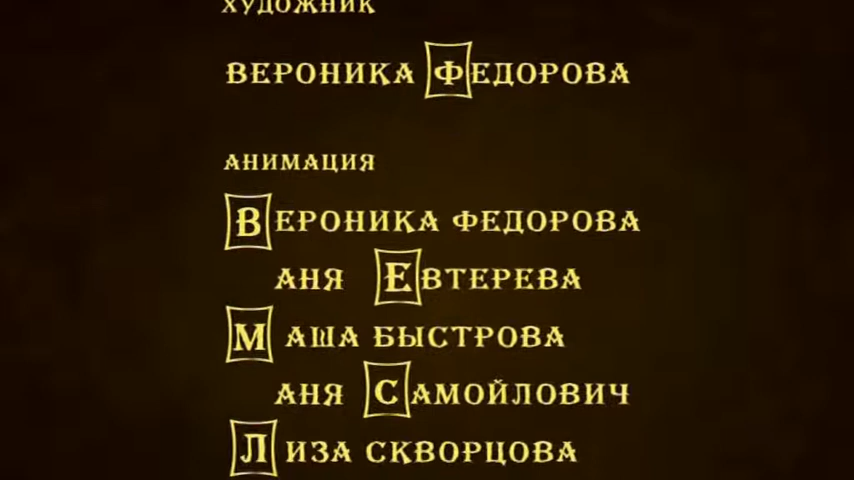 ХУДОЖНИК
ВЕРОНИКА ФЕДОРОВА
АНИМАЦИЯ
ВЕРОНИКА ФЕДОРОВА
АНЯ ЕВТЕРЕВА
МАША БЫСТРОВА
АНЯ САМОЙЛОВИЧ
ЛИЗА СКВОРЦОВА